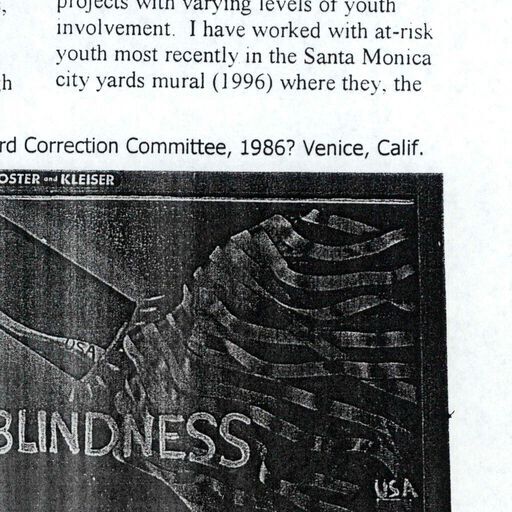 projects with varying levels of youth
involvement. I have worked with at-risk
youth most recently in the Santa Monica
city yards mural (1996) where they, the
rd Correction Committee, 1986? Venice, Calif.
OSTER and KLEISER
USA
BLINDNESS
USA